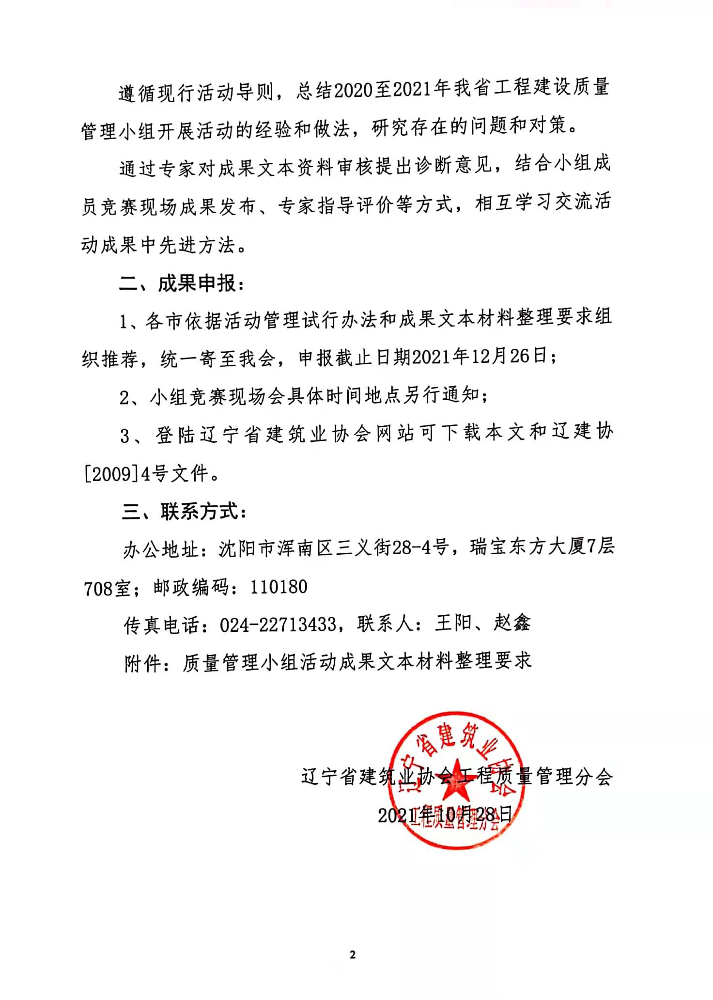 遵循现行活动导则，总结2020至2021年我省工程建设质量
管理小组开展活动的经验和做法，研究存在的问题和对策。
通过专家对成果文本资料审核提出诊断意见，结合小组成
员竞赛现场成果发布、专家指导评价等方式，相互学习交流活
动成果中先进方法。
二、成果申报：
1、各市依据活动管理试行办法和成果文本材料整理要求组
织推荐，统一寄至我会，申报截止日期2021年12月26日；
2、小组竞赛现场会具体时间地点另行通知；
3、登陆辽宁省建筑业协会网站可下载本文和辽建协
[2009]4号文件。
三、联系方式：
办公地址：沈阳市浑南区三义街28-4号，瑞宝东方大厦7层
708室；邮政编码：110180
传真电话：024-22713433，联系人：王阳、赵鑫
附件：质量管理小组活动成果文本材料整理要求
辽宁省建筑业协会
辽宁省建筑业协会工程质量管理分会
2021年10月28日
工程质量管理分会
2